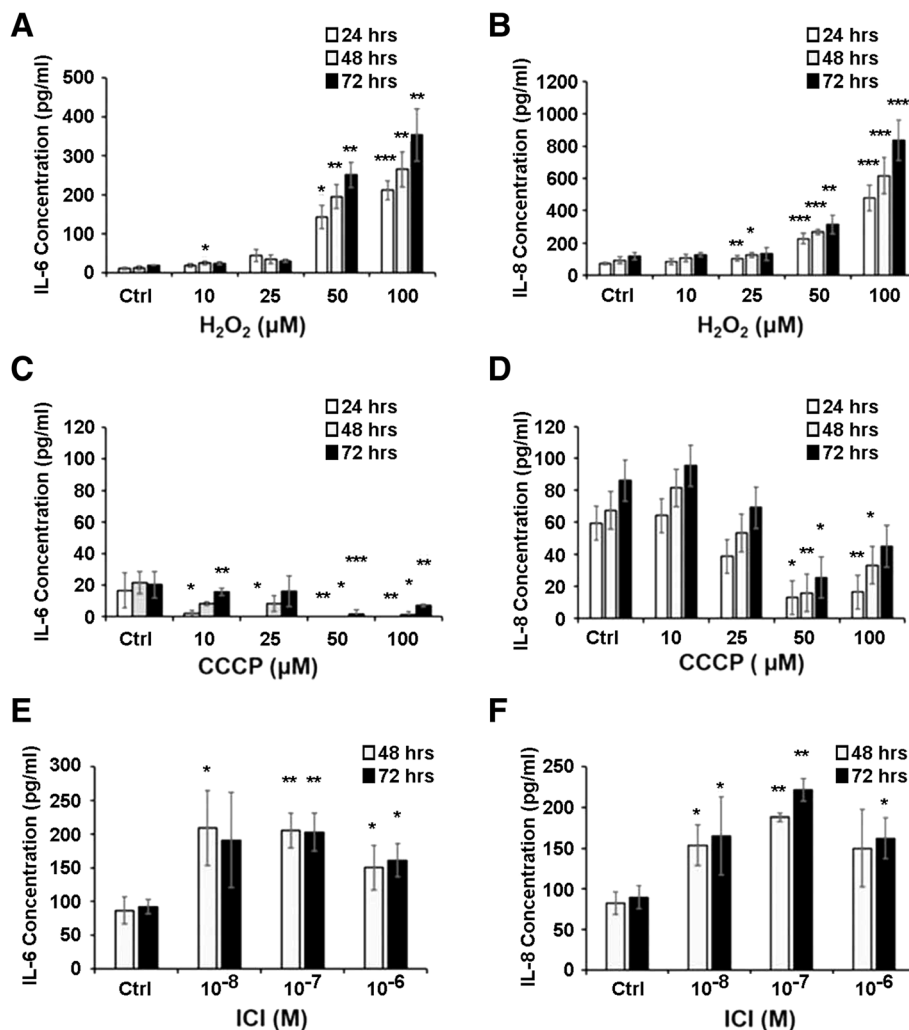 A
24 hrs
48 hrs
72 hrs
IL-6 Concentration (pg/ml)
500
400
300
200
100
0
*
*
**
**
***
**
**
Ctrl
10
25
50
100
H₂O₂ (µM)
B
24 hrs
48 hrs
72 hrs
IL-8 Concentration (pg/ml)
1200
1000
800
600
400
200
0
**
*
***
***
**
***
***
***
Ctrl
10
25
50
100
H₂O₂ (µM)
C
24 hrs
48 hrs
72 hrs
IL-6 Concentration (pg/ml)
120
100
80
60
40
20
0
*
**
*
**
*
***
**
*
**
Ctrl
10
25
50
100
CCCP (µM)
D
24 hrs
48 hrs
72 hrs
IL-8 Concentration (pg/ml)
120
100
80
60
40
20
0
*
**
*
**
*
Ctrl
10
25
50
100
CCCP ( µM)
E
48 hrs
72 hrs
IL-6 Concentration (pg/ml)
300
250
200
150
100
50
0
*
**
**
*
*
Ctrl
10⁻⁸
10⁻⁷
10⁻⁶
ICI (M)
F
48 hrs
72 hrs
IL-8 Concentration (pg/ml)
250
200
150
100
50
0
*
*
**
**
*
Ctrl
10⁻⁸
10⁻⁷
10⁻⁶
ICI (M)